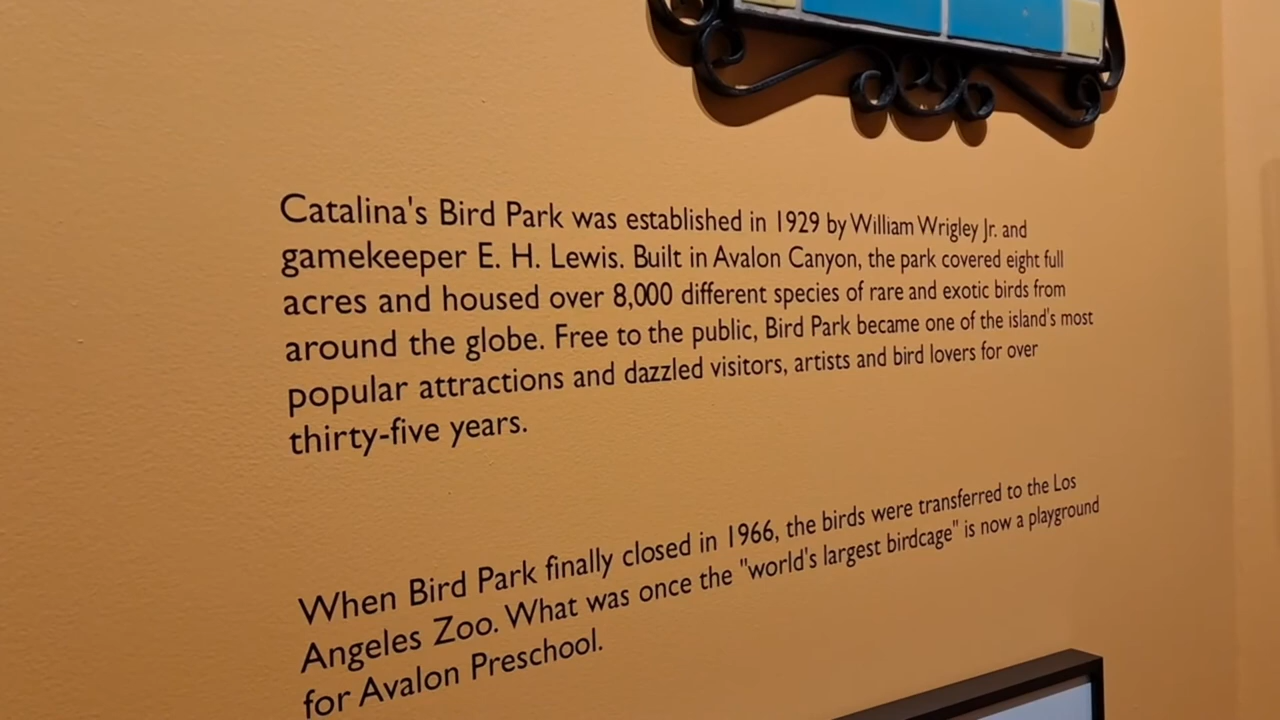 Catalina's Bird Park was established in 1929 by William Wrigley Jr. and
gamekeeper E. H. Lewis. Built in Avalon Canyon, the park covered eight full
acres and housed over 8,000 different species of rare and exotic birds from
around the globe. Free to the public, Bird Park became one of the island's most
popular attractions and dazzled visitors, artists and bird lovers for over
thirty-five years.
When Bird Park finally closed in 1966, the birds were transferred to the Los
Angeles Zoo. What was once the "world's largest birdcage" is now a playground
for Avalon Preschool.